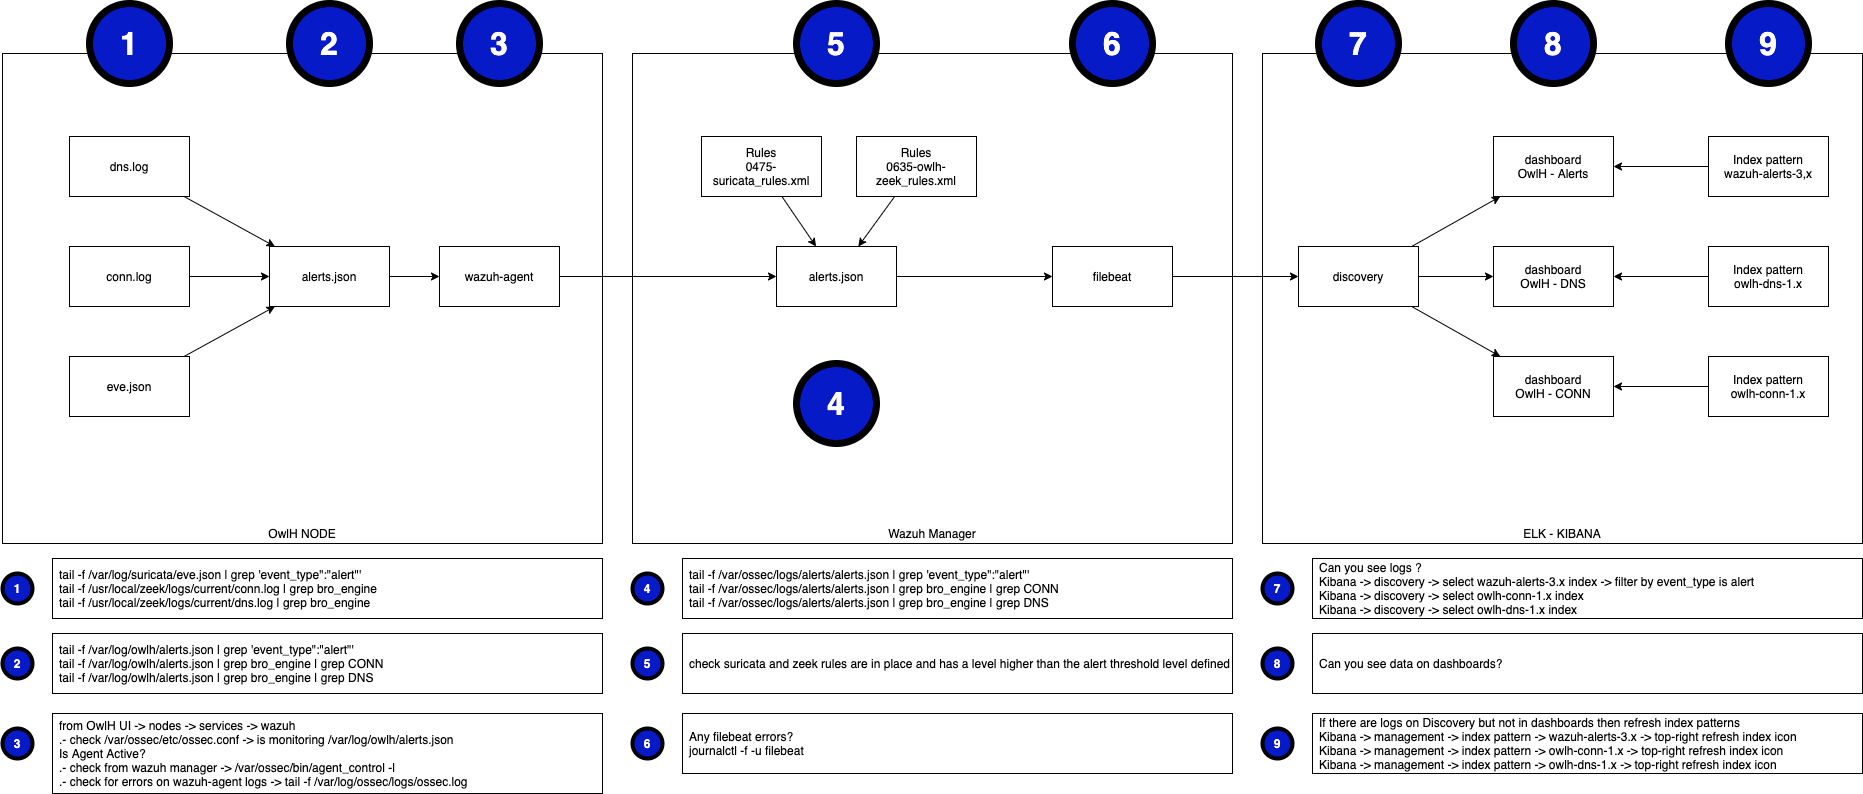 1
2
3
5
6
7
8
9
dns.log
conn.log
eve.json
alerts.json
wazuh-agent
OwlH NODE
Rules
0475-
suricata_rules.xml
Rules
0635-owlh-
zeek_rules.xml
alerts.json
filebeat
4
Wazuh Manager
discovery
dashboard
OwlH - Alerts
dashboard
OwlH - DNS
dashboard
OwlH - CONN
Index pattern
wazuh-alerts-3,x
Index pattern
owlh-dns-1.x
Index pattern
owlh-conn-1.x
ELK - KIBANA
1
tail -f /var/log/suricata/eve.json | grep 'event_type":"alert"'
tail -f /usr/local/zeek/logs/current/conn.log | grep bro_engine
tail -f /usr/local/zeek/logs/current/dns.log | grep bro_engine
2
tail -f /var/log/owlh/alerts.json | grep 'event_type":"alert"'
tail -f /var/log/owlh/alerts.json | grep bro_engine | grep CONN
tail -f /var/log/owlh/alerts.json | grep bro_engine | grep DNS
3
from OwlH UI -> nodes -> services -> wazuh
.- check /var/ossec/etc/ossec.conf -> is monitoring /var/log/owlh/alerts.json
Is Agent Active?
.- check from wazuh manager -> /var/ossec/bin/agent_control -l
.- check for errors on wazuh-agent logs -> tail -f /var/log/ossec/logs/ossec.log
4
tail -f /var/ossec/logs/alerts/alerts.json | grep 'event_type":"alert"'
tail -f /var/ossec/logs/alerts/alerts.json | grep bro_engine | grep CONN
tail -f /var/ossec/logs/alerts/alerts.json | grep bro_engine | grep DNS
5
check suricata and zeek rules are in place and has a level higher than the alert threshold level defined
6
Any filebeat errors?
journalctl -f -u filebeat
7
Can you see logs ?
Kibana -> discovery -> select wazuh-alerts-3.x index -> filter by event_type is alert
Kibana -> discovery -> select owlh-conn-1.x index
Kibana -> discovery -> select owlh-dns-1.x index
8
Can you see data on dashboards?
9
If there are logs on Discovery but not in dashboards then refresh index patterns
Kibana -> management -> index pattern -> wazuh-alerts-3.x -> top-right refresh index icon
Kibana -> management -> index pattern -> owlh-conn-1.x -> top-right refresh index icon
Kibana -> management -> index pattern -> owlh-dns-1.x -> top-right refresh index icon